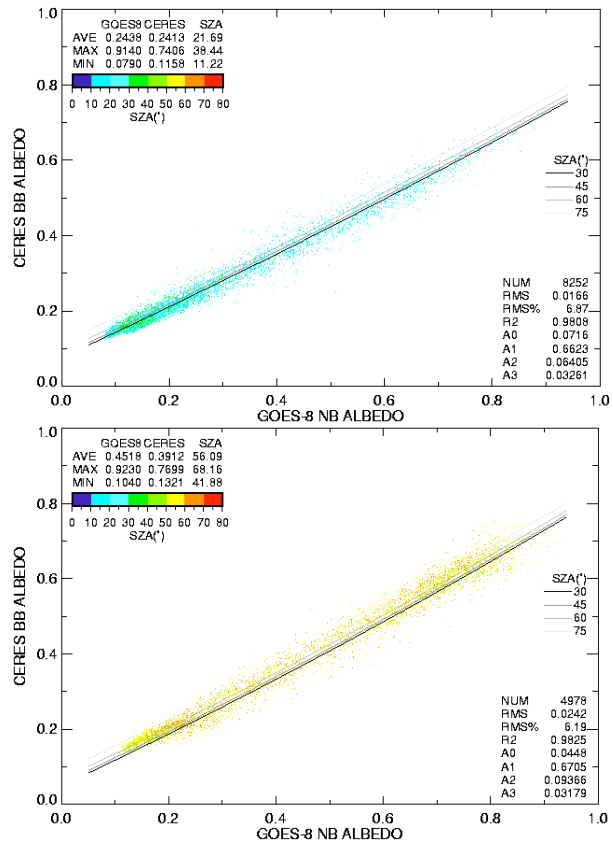 1.0
GOES8 CERES SZA
AVE 0.2438 0.2413 21.69
MAX 0.9140 0.7406 38.44
MIN 0.0790 0.1158 11.22
0 10 20 30 40 50 60 70 80
SZA(°)
0.8
0.6
0.4
0.2
0.0
CERES BB ALBEDO
SZA(°)
30
45
60
75
NUM 8252
RMS 0.0166
RMS% 6.87
R2 0.9808
A0 0.0716
A1 0.6623
A2 0.06405
A3 0.03261
0.0 0.2 0.4 0.6 0.8 1.0
GOES-8 NB ALBEDO
1.0
GOES8 CERES SZA
AVE 0.4518 0.3912 56.09
MAX 0.9230 0.7699 68.16
MIN 0.1040 0.1321 41.88
0 10 20 30 40 50 60 70 80
SZA(°)
0.8
0.6
0.4
0.2
0.0
CERES BB ALBEDO
SZA(°)
30
45
60
75
NUM 4978
RMS 0.0242
RMS% 6.19
R2 0.9825
A0 0.0448
A1 0.6705
A2 0.09366
A3 0.03179
0.0 0.2 0.4 0.6 0.8 1.0
GOES-8 NB ALBEDO